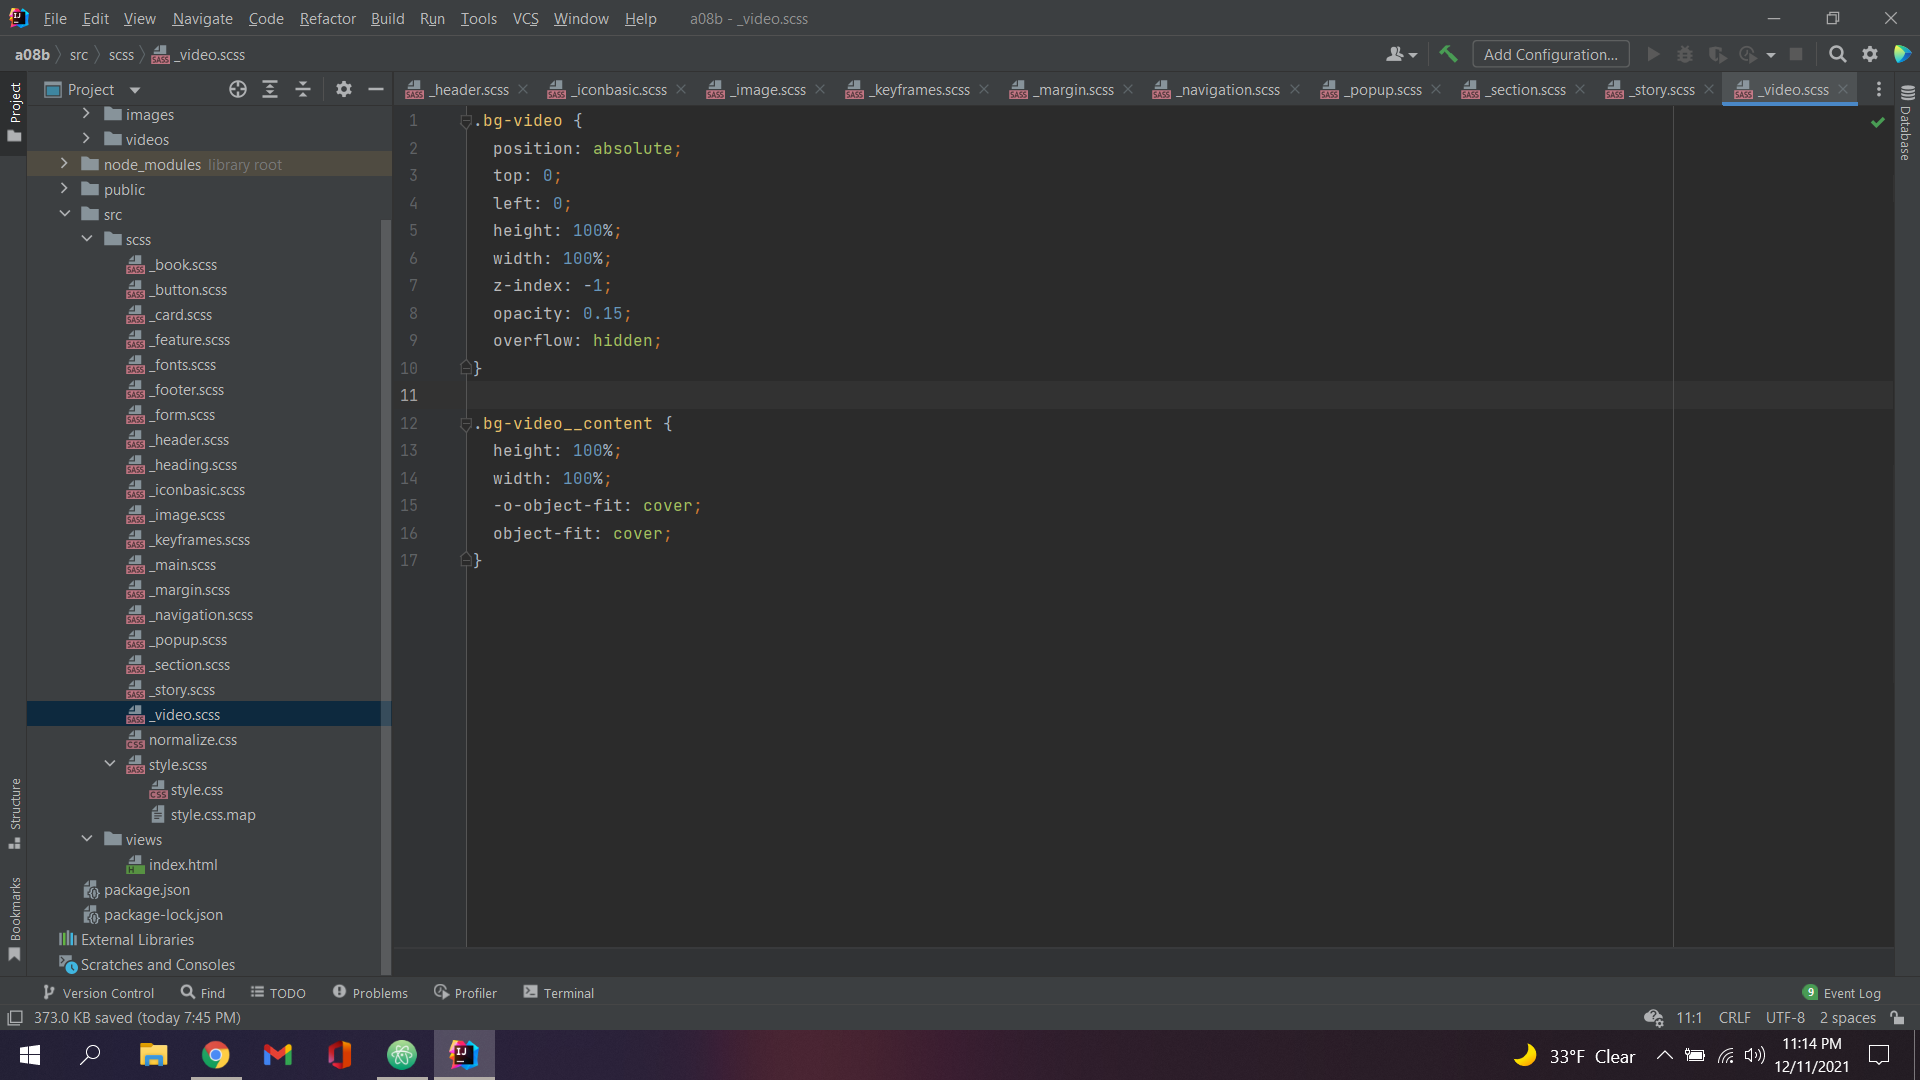 File Edit View Navigate Code Refactor Build Run Tools VCS Window Help a08b - _video.scss
a08b src scss _video.scss
Add Configuration...
Project
_header.scss _iconbasic.scss _image.scss _keyframes.scss _margin.scss _navigation.scss _popup.scss _section.scss _story.scss _video.scss
Project
Structure
Bookmarks
Database
images
videos
node_modules library root
public
src
scss
_book.scss
_button.scss
_card.scss
_feature.scss
_fonts.scss
_footer.scss
_form.scss
_header.scss
_heading.scss
_iconbasic.scss
_image.scss
_keyframes.scss
_main.scss
_margin.scss
_navigation.scss
_popup.scss
_section.scss
_story.scss
_video.scss
normalize.css
style.scss
style.css
style.css.map
views
index.html
package.json
package-lock.json
External Libraries
Scratches and Consoles
1 .bg-video {
2 position: absolute;
3 top: 0;
4 left: 0;
5 height: 100%;
6 width: 100%;
7 z-index: -1;
8 opacity: 0.15;
9 overflow: hidden;
10 }
11
12 .bg-video__content {
13 height: 100%;
14 width: 100%;
15 -o-object-fit: cover;
16 object-fit: cover;
17 }
Version Control Find TODO Problems Profiler Terminal 9 Event Log
373.0 KB saved (today 7:45 PM) 11:1 CRLF UTF-8 2 spaces
33°F Clear
11:14 PM
12/11/2021